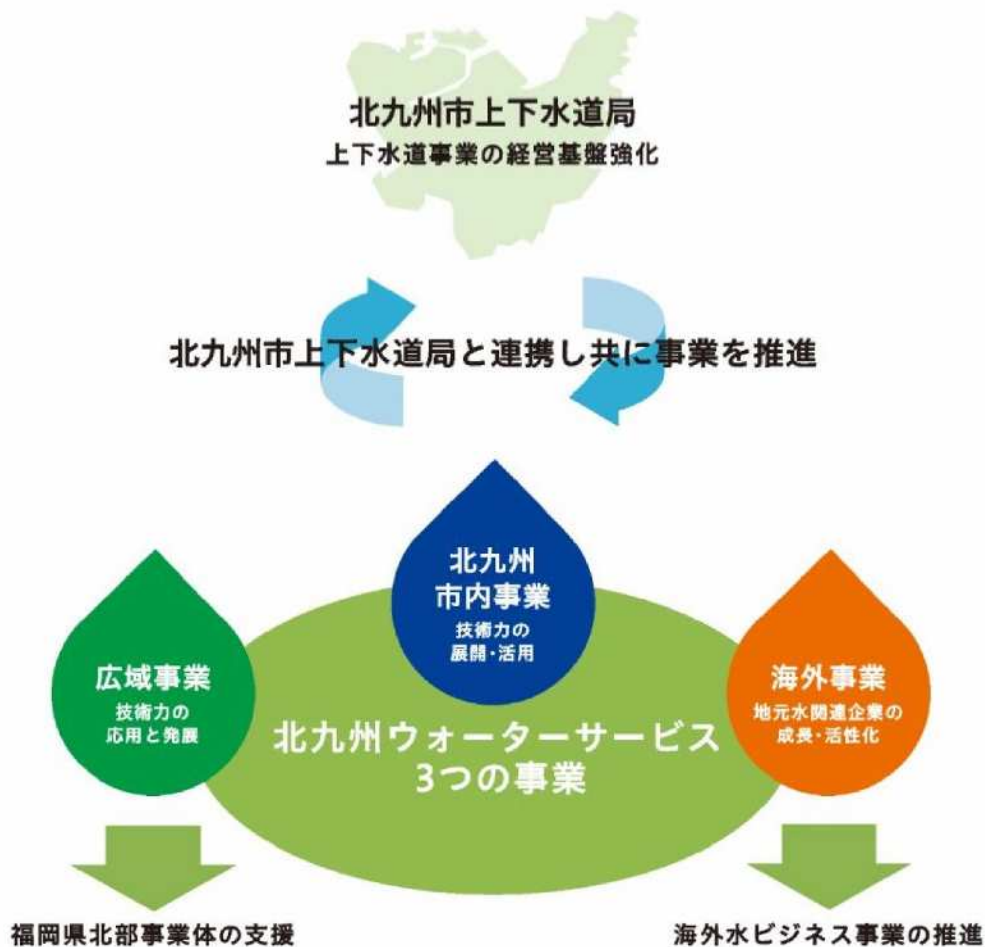 北九州市上下水道局
上下水道事業の経営基盤強化
北九州市上下水道局と連携し共に事業を推進
北九州
市内事業
技術力の
展開・活用
広域事業
技術力の
応用と発展
海外事業
地元水関連企業の
成長・活性化
北九州ウォーターサービス
3つの事業
福岡県北部事業体の支援
海外水ビジネス事業の推進